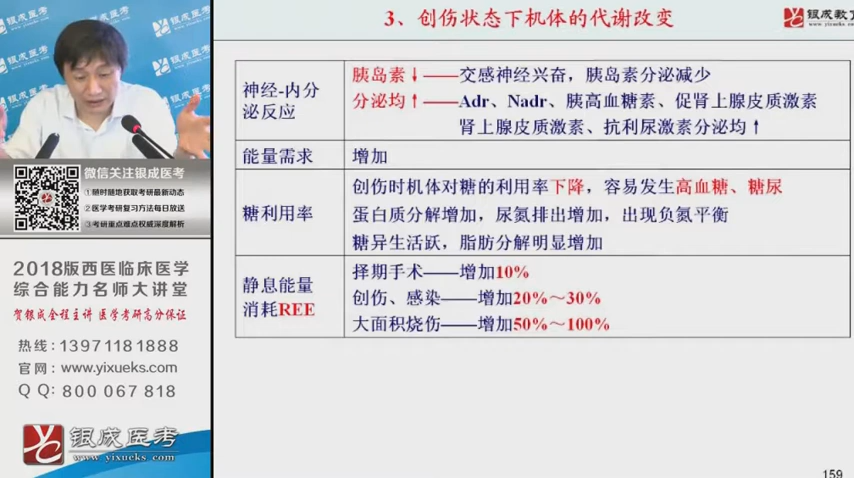 银成医考
www.yixueks.com
微信关注银成医考
①随时随地获取考研最新动态
②医学考研复习方法每日放送
③考研重点难点权威深度解析
2018版西医临床医学
综合能力名师大讲堂
贺银成全程主讲 医学考研高分保证
热线：13971181888
官网：www.yixueks.com
Q Q: 800 067 818
银成医考
www.yixueks.com
3、创伤状态下机体的代谢改变
银成教育
神经-内分泌反应
胰岛素↓——交感神经兴奋，胰岛素分泌减少
分泌均↑——Adr、Nadr、胰高血糖素、促肾上腺皮质激素
肾上腺皮质激素、抗利尿激素分泌均↑
能量需求
增加
糖利用率
创伤时机体对糖的利用率下降，容易发生高血糖、糖尿
蛋白质分解增加，尿氮排出增加，出现负氮平衡
糖异生活跃，脂肪分解明显增加
静息能量
消耗REE
择期手术——增加10%
创伤、感染——增加20%～30%
大面积烧伤——增加50%～100%
159